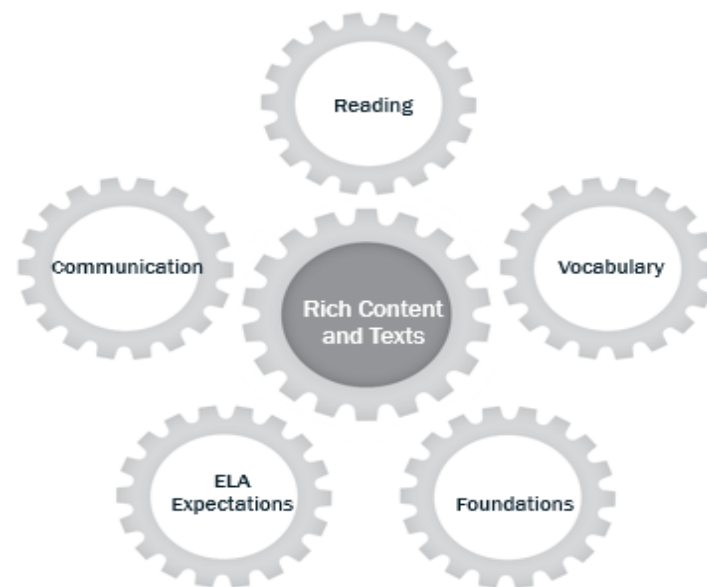 Reading
Communication
Vocabulary
Rich Content
and Texts
ELA
Expectations
Foundations